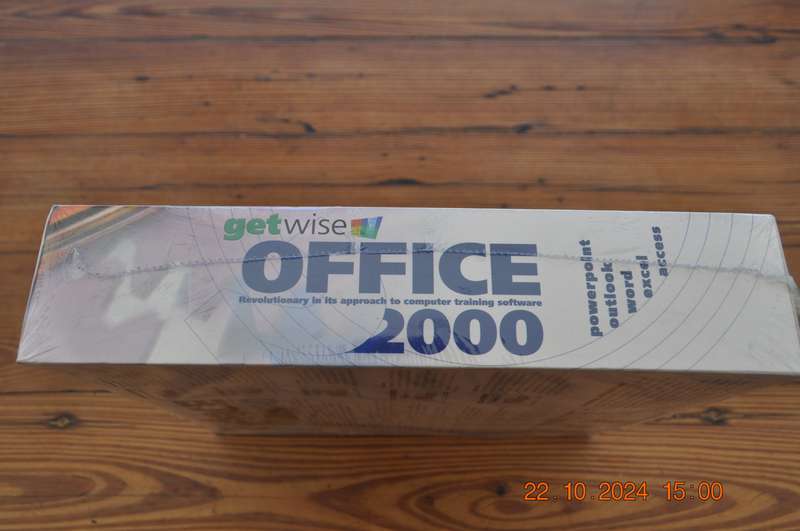 getwise
OFFICE
Revolutionary in its approach to computer training software
2000
powerpoint
outlook
word
excel
access
22.10.2024 15:00